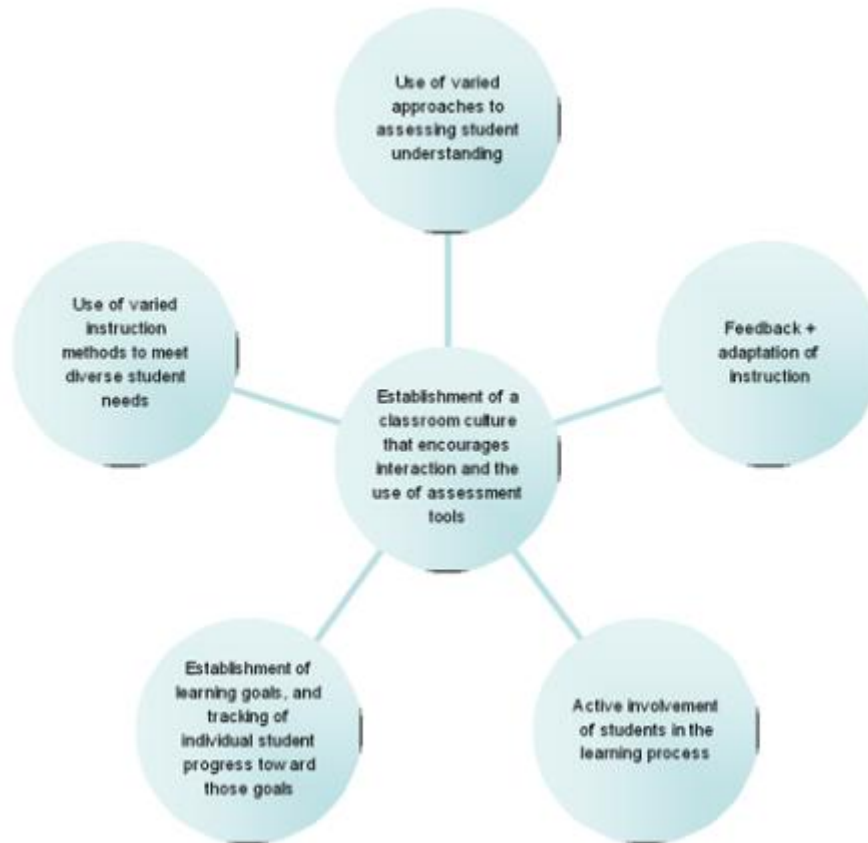 Use of varied
approaches to
assessing student
understanding
Use of varied
instruction
methods to meet
diverse student
needs
Feedback +
adaptation of
instruction
Establishment of a
classroom culture
that encourages
interaction and the
use of assessment
tools
Establishment of
learning goals, and
tracking of
individual student
progress toward
those goals
Active involvement
of students in the
learning process